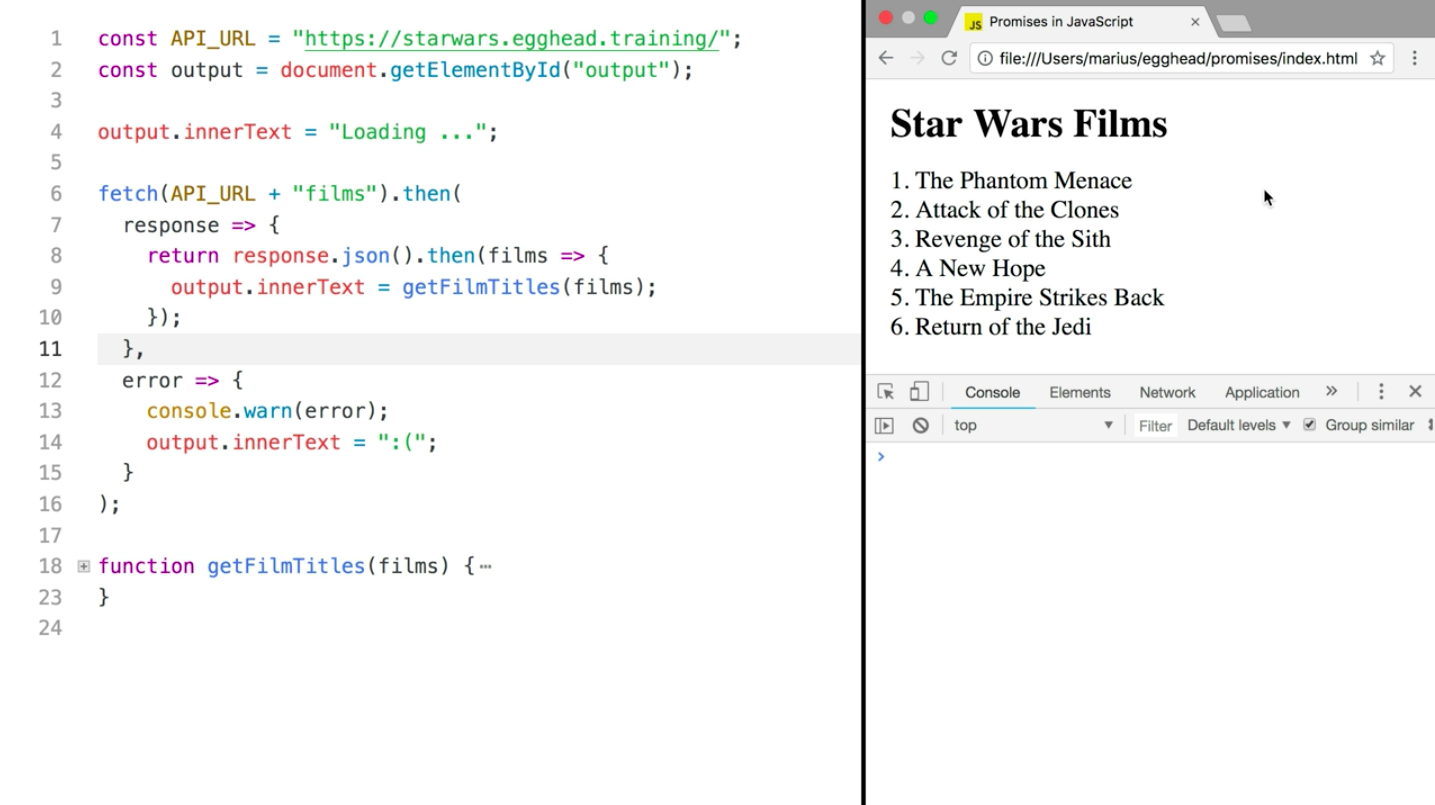 1 const API_URL = "https://starwars.egghead.training/";
2 const output = document.getElementById("output");
3
4 output.innerText = "Loading ...";
5
6 fetch(API_URL + "films").then(
7 response => {
8 return response.json().then(films => {
9 output.innerText = getFilmTitles(films);
10 });
11 },
12 error => {
13 console.warn(error);
14 output.innerText = ":(";
15 }
16 );
17
18 function getFilmTitles(films) {⋯
23 }
24
JS Promises in JavaScript
file:///Users/marius/egghead/promises/index.html
Star Wars Films
1. The Phantom Menace
2. Attack of the Clones
3. Revenge of the Sith
4. A New Hope
5. The Empire Strikes Back
6. Return of the Jedi
Console Elements Network Application »
top Filter Default levels Group similar